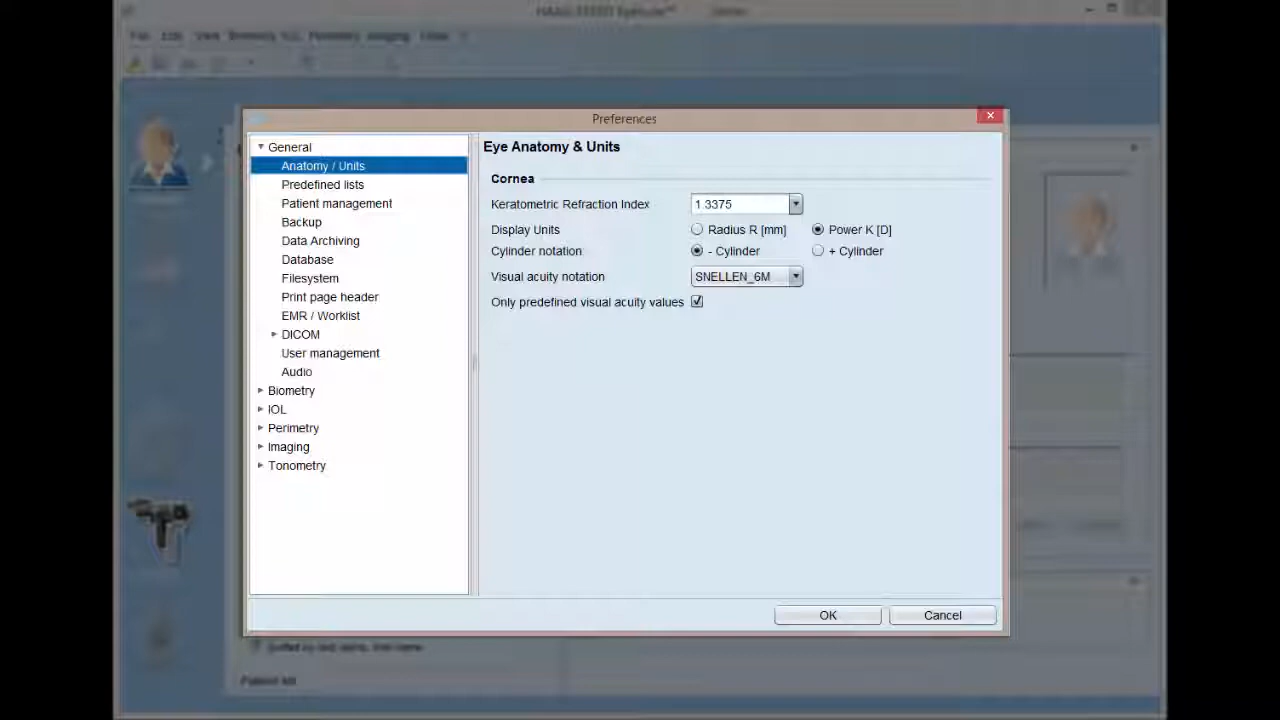 Preferences
General
Anatomy / Units
Predefined lists
Patient management
Backup
Data Archiving
Database
Filesystem
Print page header
EMR / Worklist
DICOM
User management
Audio
Biometry
IOL
Perimetry
Imaging
Tonometry
Eye Anatomy & Units
Cornea
Keratometric Refraction Index 1.3375
Display Units Radius R [mm] Power K [D]
Cylinder notation - Cylinder + Cylinder
Visual acuity notation SNELLEN_6M
Only predefined visual acuity values
OK Cancel